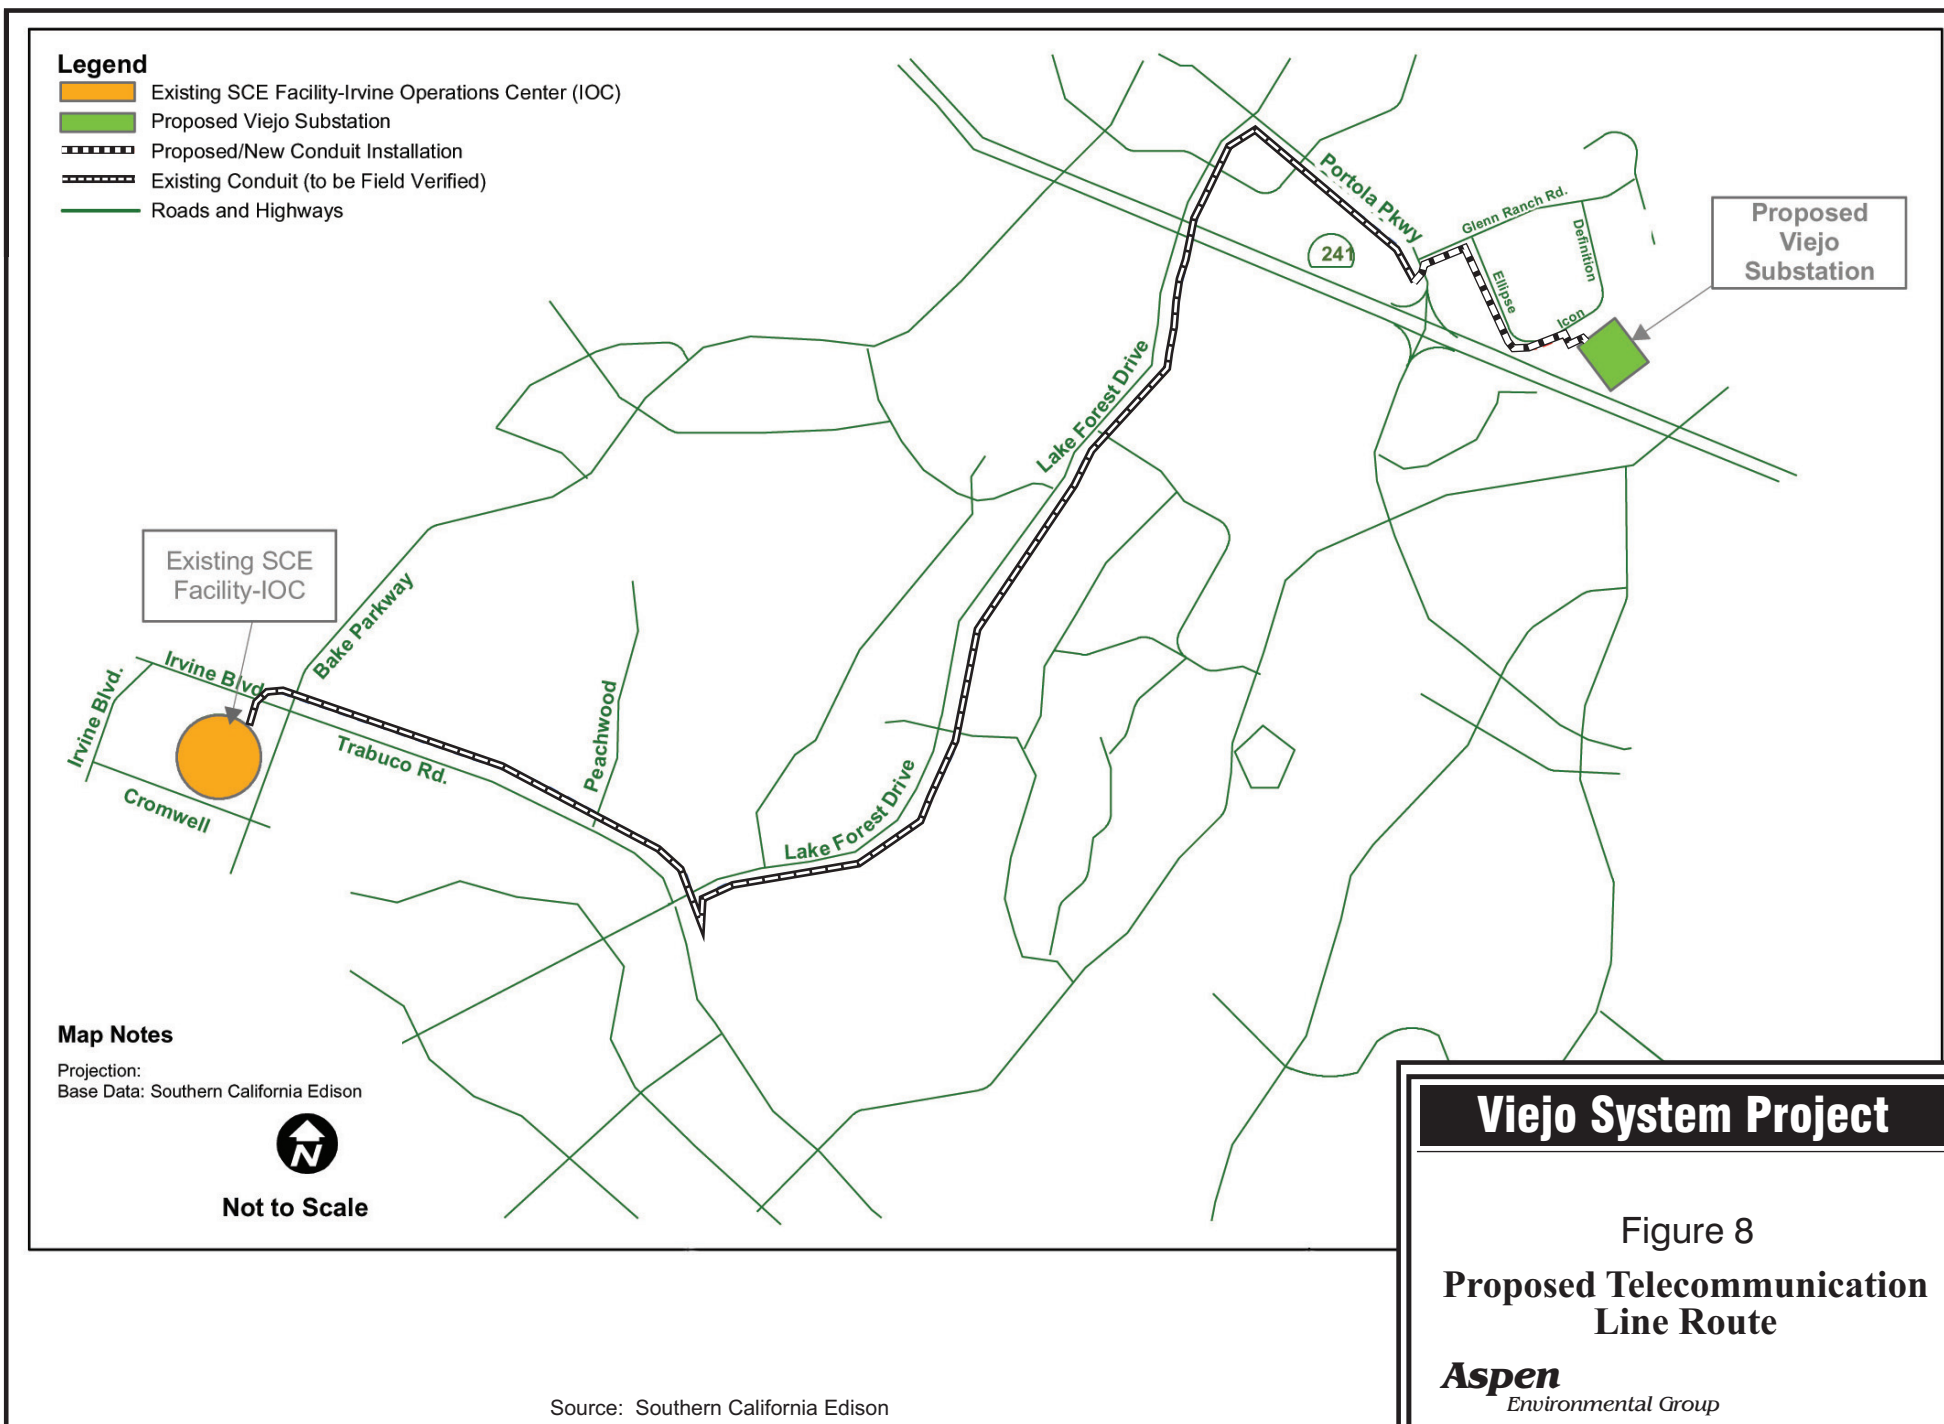 Legend
Existing SCE Facility-Irvine Operations Center (IOC)
Proposed Viejo Substation
Proposed/New Conduit Installation
Existing Conduit (to be Field Verified)
Roads and Highways
Portola Pkwy
Glenn Ranch Rd.
Definition
Ellipse
Icon
241
Proposed
Viejo
Substation
Lake Forest Drive
Existing SCE
Facility-IOC
Bake Parkway
Irvine Blvd.
Irvine Blvd.
Cromwell
Trabuco Rd.
Peachwood
Lake Forest Drive
Map Notes
Projection:
Base Data: Southern California Edison
N
Not to Scale
Viejo System Project
Figure 8
Proposed Telecommunication
Line Route
Aspen
Environmental Group
Source: Southern California Edison